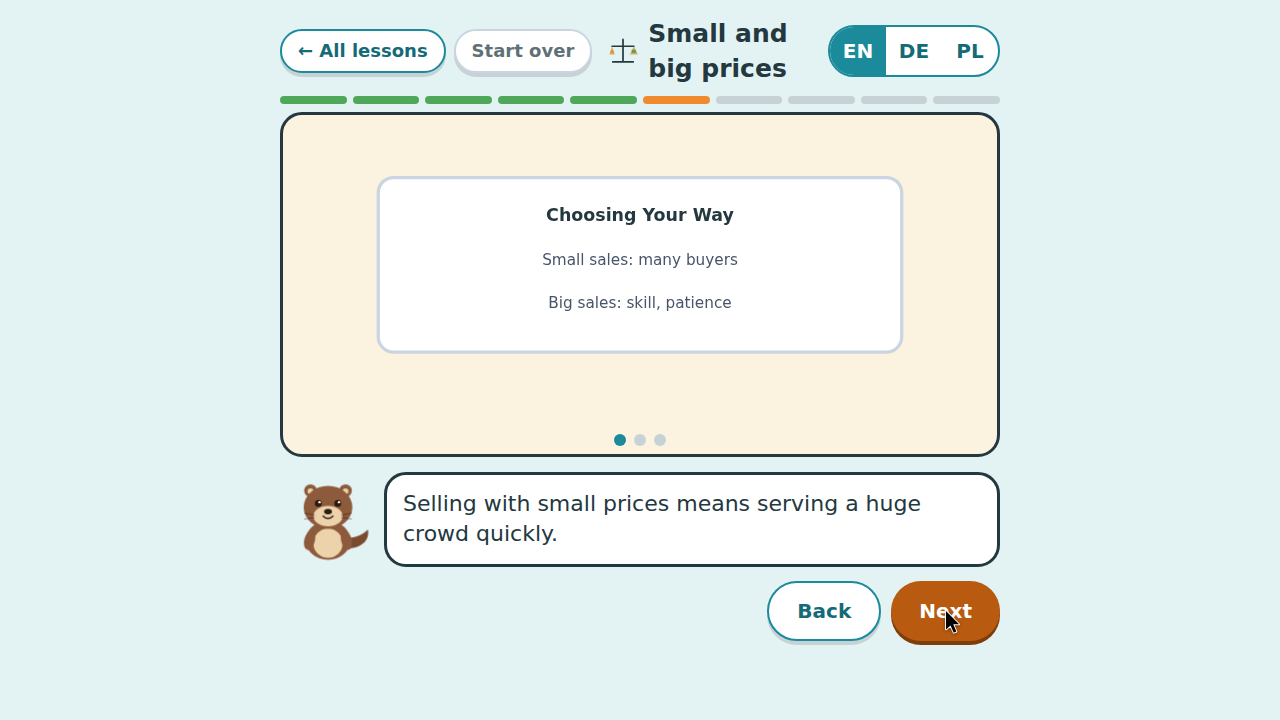 ← All lessons
Start over
Small and
big prices
EN
DE
PL
Choosing Your Way
Small sales: many buyers
Big sales: skill, patience
Selling with small prices means serving a huge
crowd quickly.
Back
Next